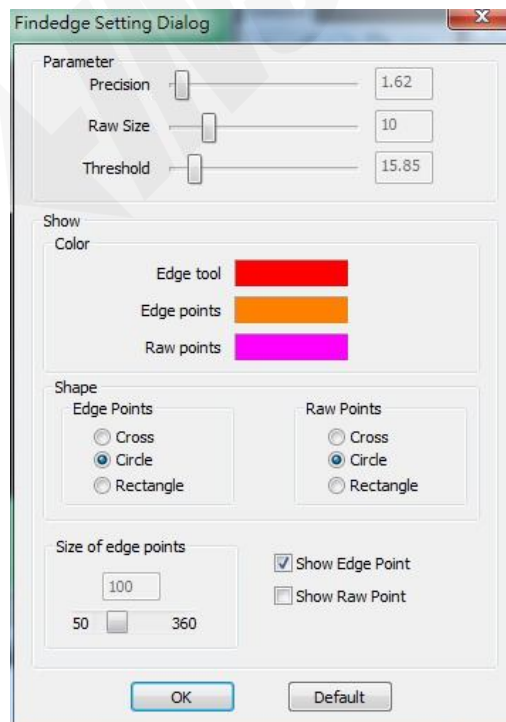 Findedge Setting Dialog
Parameter
Precision 1.62
Raw Size 10
Threshold 15.85
Show
Color
Edge tool
Edge points
Raw points
Shape
Edge Points Raw Points
Cross Cross
Circle Circle
Rectangle Rectangle
Size of edge points
100
50 360
Show Edge Point
Show Raw Point
OK Default